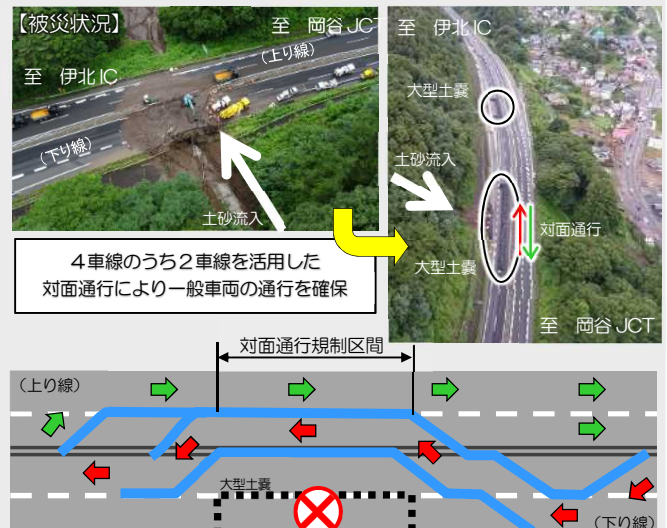 【被災状況】
至　岡谷JCT
(上り線)
至　伊北IC
(下り線)
土砂流入
至　伊北IC
大型土嚢
土砂流入
対面通行
大型土嚢
至　岡谷JCT
４車線のうち２車線を活用した
対面通行により一般車両の通行を確保
対面通行規制区間
(上り線)
大型土嚢
(下り線)